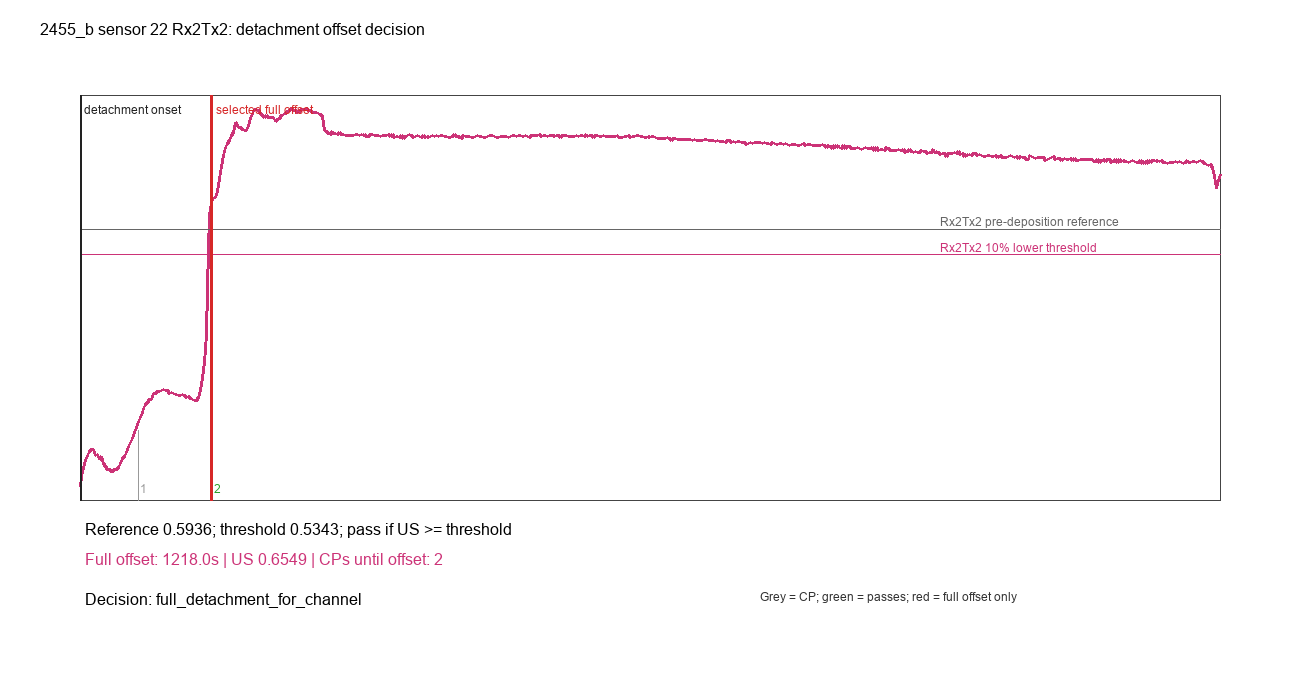 2455_b sensor 22 Rx2Tx2: detachment offset decision
detachment onset
selected full offset
Rx2Tx2 pre-deposition reference
Rx2Tx2 10% lower threshold
1
2
Reference 0.5936; threshold 0.5343; pass if US >= threshold
Full offset: 1218.0s | US 0.6549 | CPs until offset: 2
Decision: full_detachment_for_channel
Grey = CP; green = passes; red = full offset only